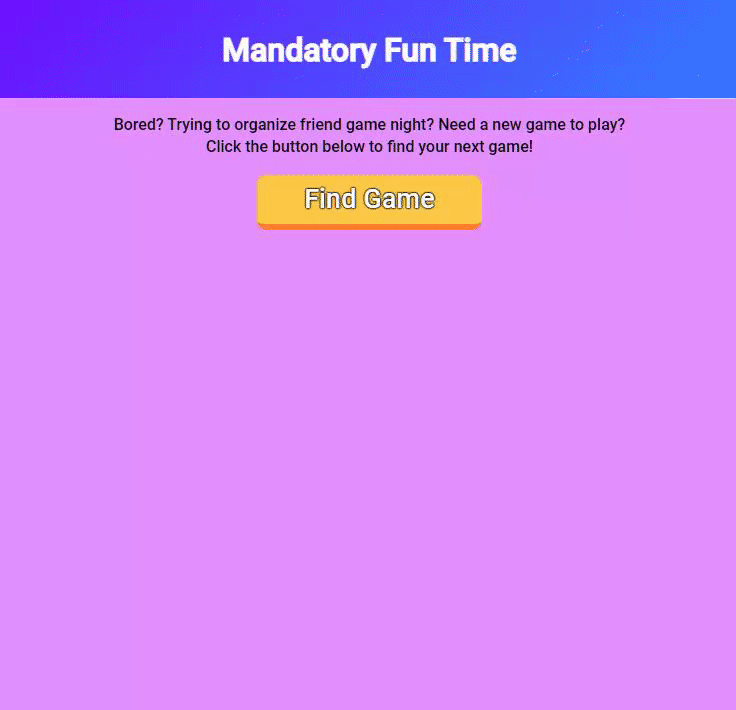 Mandatory Fun Time
Bored? Trying to organize friend game night? Need a new game to play?
Click the button below to find your next game!
Find Game